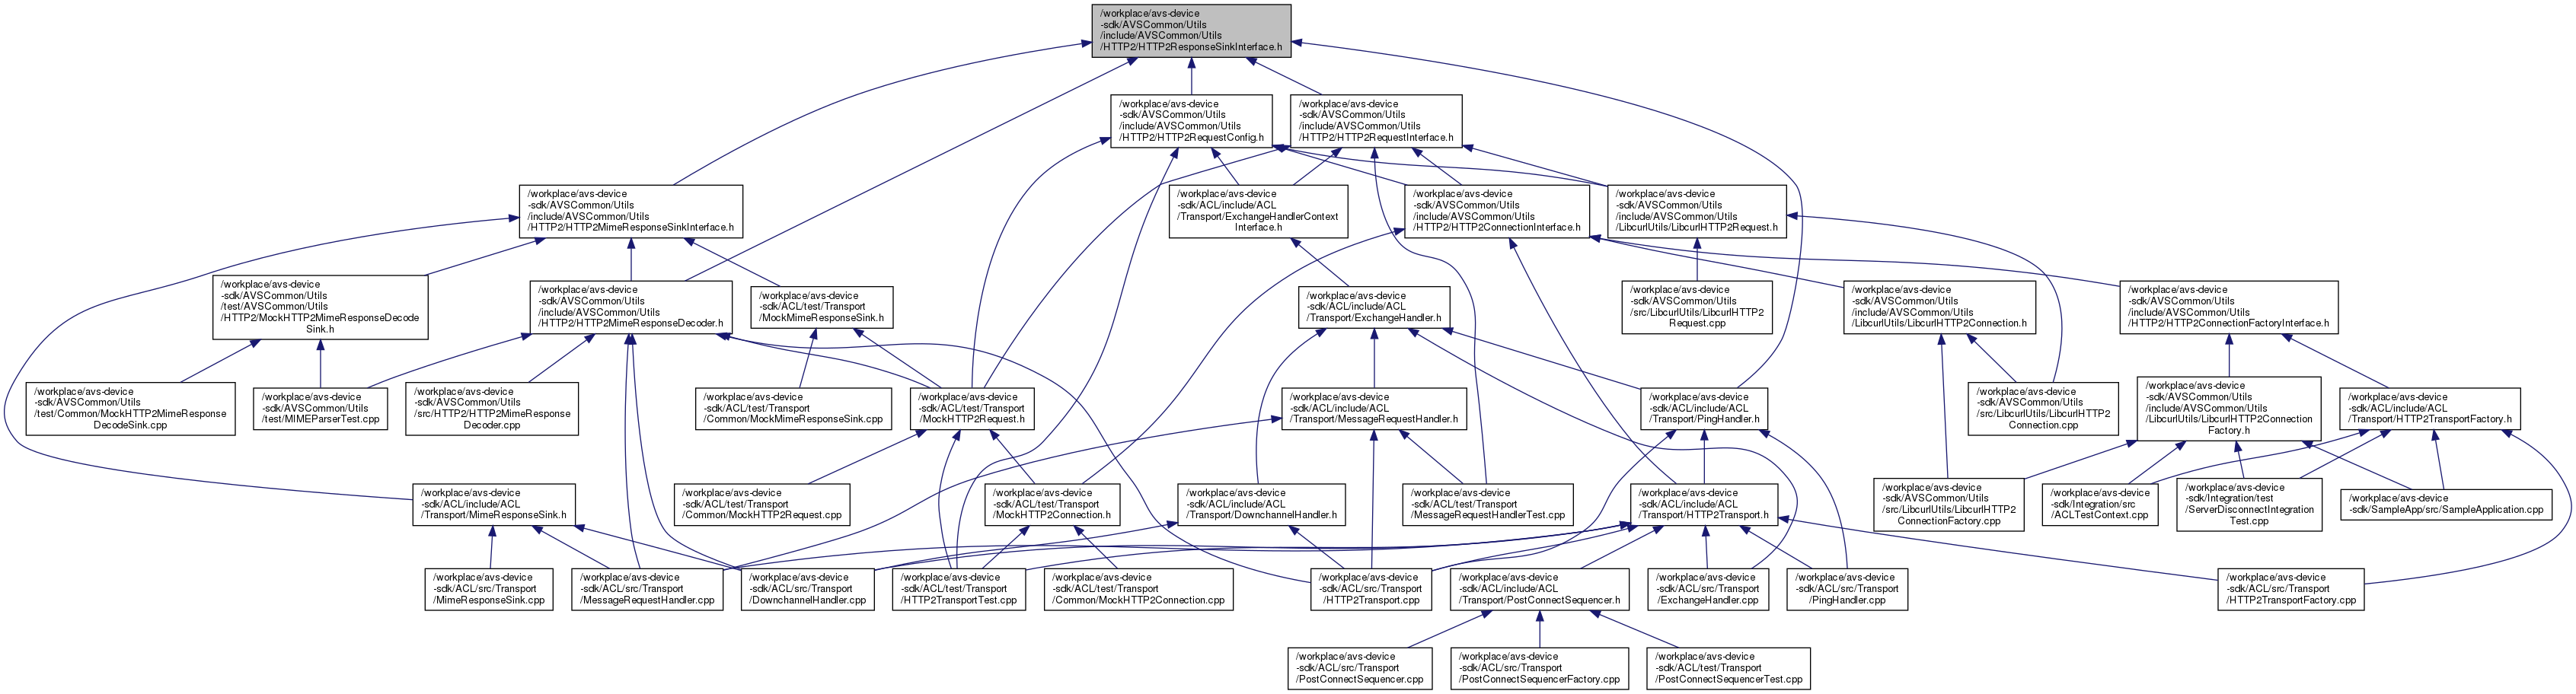 /workplace/avs-device
-sdk/AVSCommon/Utils
/include/AVSCommon/Utils
/HTTP2/HTTP2ResponseSinkInterface.h
/workplace/avs-device
-sdk/AVSCommon/Utils
/include/AVSCommon/Utils
/HTTP2/HTTP2RequestConfig.h
/workplace/avs-device
-sdk/AVSCommon/Utils
/include/AVSCommon/Utils
/HTTP2/HTTP2RequestInterface.h
/workplace/avs-device
-sdk/AVSCommon/Utils
/include/AVSCommon/Utils
/HTTP2/HTTP2MimeResponseSinkInterface.h
/workplace/avs-device
-sdk/ACL/include/ACL
/Transport/ExchangeHandlerContext
Interface.h
/workplace/avs-device
-sdk/AVSCommon/Utils
/include/AVSCommon/Utils
/HTTP2/HTTP2ConnectionInterface.h
/workplace/avs-device
-sdk/AVSCommon/Utils
/include/AVSCommon/Utils
/LibcurlUtils/LibcurlHTTP2Request.h
/workplace/avs-device
-sdk/AVSCommon/Utils
/test/AVSCommon/Utils
/HTTP2/MockHTTP2MimeResponseDecode
Sink.h
/workplace/avs-device
-sdk/AVSCommon/Utils
/include/AVSCommon/Utils
/HTTP2/HTTP2MimeResponseDecoder.h
/workplace/avs-device
-sdk/ACL/test/Transport
/MockMimeResponseSink.h
/workplace/avs-device
-sdk/ACL/include/ACL
/Transport/ExchangeHandler.h
/workplace/avs-device
-sdk/AVSCommon/Utils
/src/LibcurlUtils/LibcurlHTTP2
Request.cpp
/workplace/avs-device
-sdk/AVSCommon/Utils
/include/AVSCommon/Utils
/LibcurlUtils/LibcurlHTTP2Connection.h
/workplace/avs-device
-sdk/AVSCommon/Utils
/include/AVSCommon/Utils
/HTTP2/HTTP2ConnectionFactoryInterface.h
/workplace/avs-device
-sdk/AVSCommon/Utils
/test/Common/MockHTTP2MimeResponse
DecodeSink.cpp
/workplace/avs-device
-sdk/AVSCommon/Utils
/test/MIMEParserTest.cpp
/workplace/avs-device
-sdk/AVSCommon/Utils
/src/HTTP2/HTTP2MimeResponse
Decoder.cpp
/workplace/avs-device
-sdk/ACL/test/Transport
/Common/MockMimeResponseSink.cpp
/workplace/avs-device
-sdk/ACL/test/Transport
/MockHTTP2Request.h
/workplace/avs-device
-sdk/ACL/include/ACL
/Transport/MessageRequestHandler.h
/workplace/avs-device
-sdk/ACL/include/ACL
/Transport/PingHandler.h
/workplace/avs-device
-sdk/AVSCommon/Utils
/src/LibcurlUtils/LibcurlHTTP2
Connection.cpp
/workplace/avs-device
-sdk/AVSCommon/Utils
/include/AVSCommon/Utils
/LibcurlUtils/LibcurlHTTP2Connection
Factory.h
/workplace/avs-device
-sdk/ACL/include/ACL
/Transport/HTTP2TransportFactory.h
/workplace/avs-device
-sdk/ACL/include/ACL
/Transport/MimeResponseSink.h
/workplace/avs-device
-sdk/ACL/test/Transport
/Common/MockHTTP2Request.cpp
/workplace/avs-device
-sdk/ACL/test/Transport
/MockHTTP2Connection.h
/workplace/avs-device
-sdk/ACL/include/ACL
/Transport/DownchannelHandler.h
/workplace/avs-device
-sdk/ACL/test/Transport
/MessageRequestHandlerTest.cpp
/workplace/avs-device
-sdk/ACL/include/ACL
/Transport/HTTP2Transport.h
/workplace/avs-device
-sdk/AVSCommon/Utils
/src/LibcurlUtils/LibcurlHTTP2
ConnectionFactory.cpp
/workplace/avs-device
-sdk/Integration/src
/ACLTestContext.cpp
/workplace/avs-device
-sdk/Integration/test
/ServerDisconnectIntegration
Test.cpp
/workplace/avs-device
-sdk/SampleApp/src/SampleApplication.cpp
/workplace/avs-device
-sdk/ACL/src/Transport
/MimeResponseSink.cpp
/workplace/avs-device
-sdk/ACL/src/Transport
/MessageRequestHandler.cpp
/workplace/avs-device
-sdk/ACL/src/Transport
/DownchannelHandler.cpp
/workplace/avs-device
-sdk/ACL/test/Transport
/HTTP2TransportTest.cpp
/workplace/avs-device
-sdk/ACL/test/Transport
/Common/MockHTTP2Connection.cpp
/workplace/avs-device
-sdk/ACL/src/Transport
/HTTP2Transport.cpp
/workplace/avs-device
-sdk/ACL/include/ACL
/Transport/PostConnectSequencer.h
/workplace/avs-device
-sdk/ACL/src/Transport
/ExchangeHandler.cpp
/workplace/avs-device
-sdk/ACL/src/Transport
/PingHandler.cpp
/workplace/avs-device
-sdk/ACL/src/Transport
/HTTP2TransportFactory.cpp
/workplace/avs-device
-sdk/ACL/src/Transport
/PostConnectSequencer.cpp
/workplace/avs-device
-sdk/ACL/src/Transport
/PostConnectSequencerFactory.cpp
/workplace/avs-device
-sdk/ACL/test/Transport
/PostConnectSequencerTest.cpp